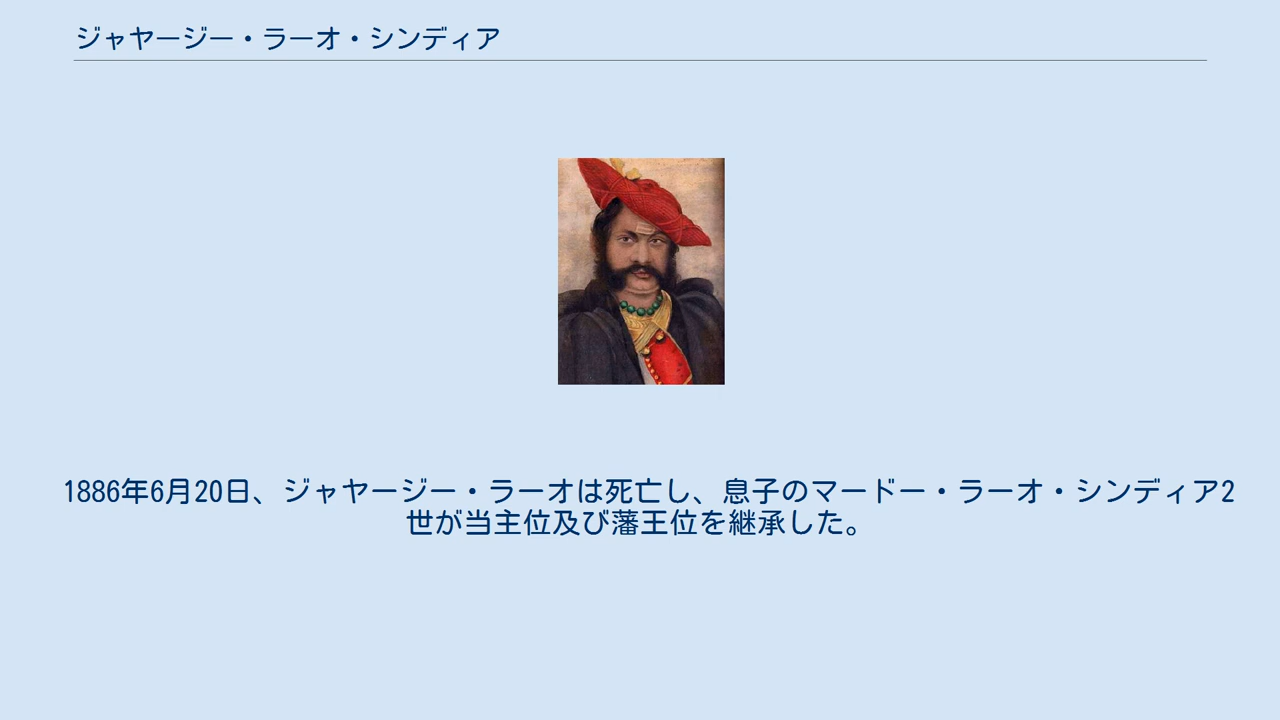 ジャヤージー・ラーオ・シンディア
1886年6月20日、ジャヤージー・ラーオは死亡し、息子のマードー・ラーオ・シンディア2
世が当主位及び藩王位を継承した。